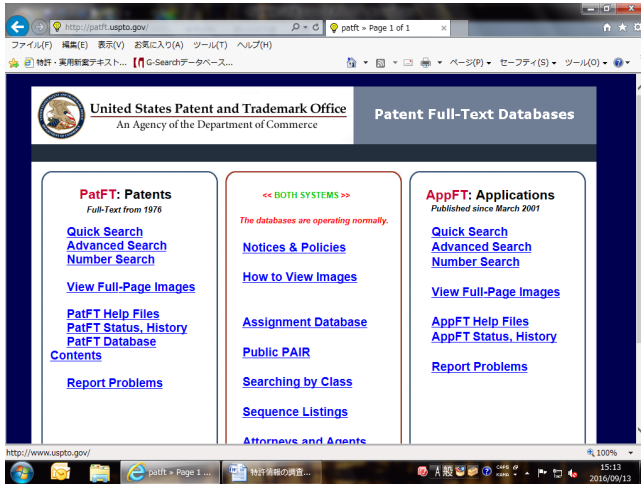 http://patft.uspto.gov/
patft » Page 1 of 1
ファイル(F) 編集(E) 表示(V) お気に入り(A) ツール(T) ヘルプ(H)
特許・実用新案テキスト... G-Searchデータベース...
ページ(P) セーフティ(S) ツール(O)
United States Patent and Trademark Office
An Agency of the Department of Commerce
Patent Full-Text Databases
PatFT: Patents
Full-Text from 1976
Quick Search
Advanced Search
Number Search
View Full-Page Images
PatFT Help Files
PatFT Status, History
PatFT Database
Contents
Report Problems
<< BOTH SYSTEMS >>
The databases are operating normally.
Notices & Policies
How to View Images
Assignment Database
Public PAIR
Searching by Class
Sequence Listings
Attorneys and Agents
AppFT: Applications
Published since March 2001
Quick Search
Advanced Search
Number Search
View Full-Page Images
AppFT Help Files
AppFT Status, History
Report Problems
http://www.uspto.gov/
100%
patft » Page 1 ...
特許情報の調査...
A 般
CAPS
KANA
15:13
2016/09/13